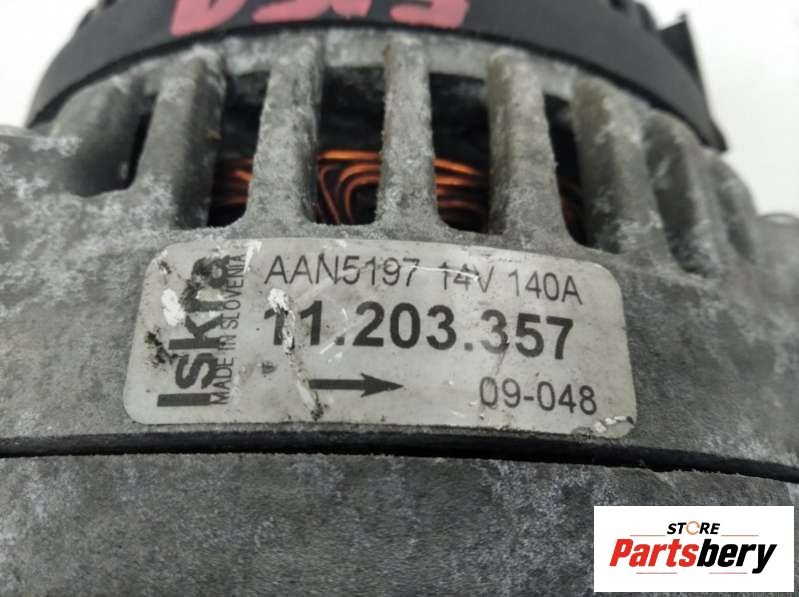 Iskra
MADE IN SLOVENIA
AAN5197 14V 140A
11.203.357
09-048
STORE
Partsbery